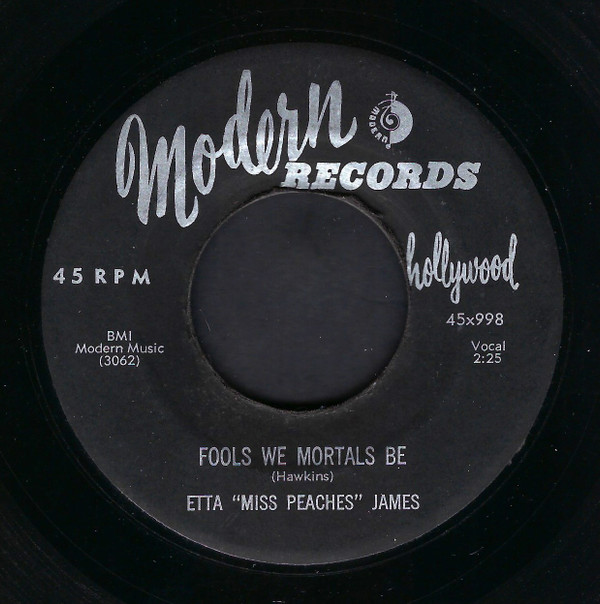 Modern
MODERN
RECORDS
hollywood
45 RPM
45x998
BMI
Modern Music
(3062)
Vocal
2:25
FOOLS WE MORTALS BE
(Hawkins)
ETTA "MISS PEACHES" JAMES